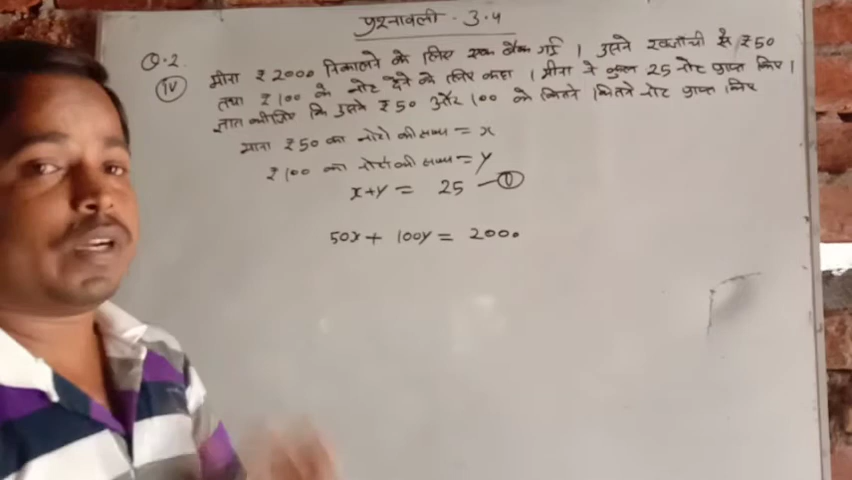 प्रश्नावली 3.4
Q.2.
(iv) मीना ₹2000 निकालने के लिए एक बैंक गई । उसने खजांची से ₹50
तथा ₹100 के नोट देने के लिए कहा । मीना ने कुल 25 नोट प्राप्त किए ।
ज्ञात कीजिए कि उसने ₹50 और 100 के कितने कितने नोट प्राप्त किए
माना ₹50 का नोटों की = x
₹100 का नोटों की = y
x+y = 25 —
50x + 100y = 2000